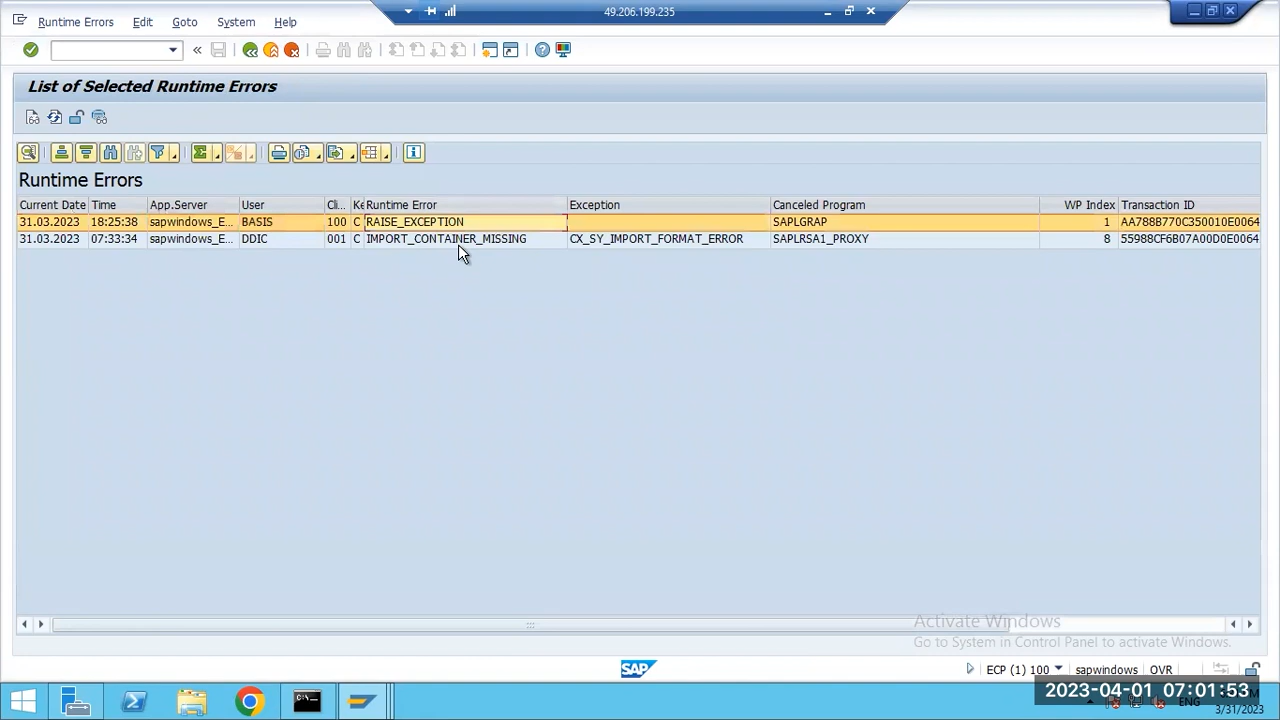 Runtime Errors Edit Goto System Help
49.206.199.235
List of Selected Runtime Errors
Runtime Errors
Current Date Time App.Server User Cli... Ke Runtime Error Exception Canceled Program WP Index Transaction ID
31.03.2023 18:25:38 sapwindows_E... BASIS 100 C RAISE_EXCEPTION SAPLGRAP 1 AA788B770C350010E0064
31.03.2023 07:33:34 sapwindows_E... DDIC 001 C IMPORT_CONTAINER_MISSING CX_SY_IMPORT_FORMAT_ERROR SAPLRSA1_PROXY 8 55988CF6B07A00D0E0064
Activate Windows
Go to System in Control Panel to activate Windows.
SAP
ECP (1) 100 sapwindows OVR
2023-04-01 07:01:53
ENG
3/31/2023